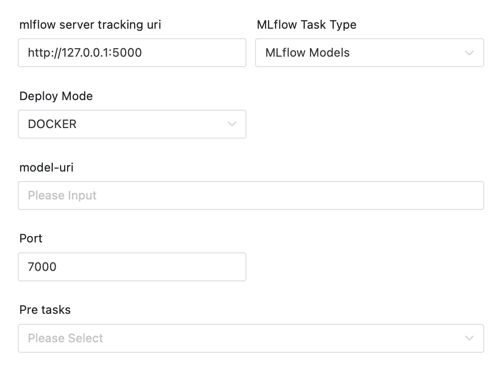 mlflow server tracking uri
MLflow Task Type
http://127.0.0.1:5000
MLflow Models
Deploy Mode
DOCKER
model-uri
Please Input
Port
7000
Pre tasks
Please Select